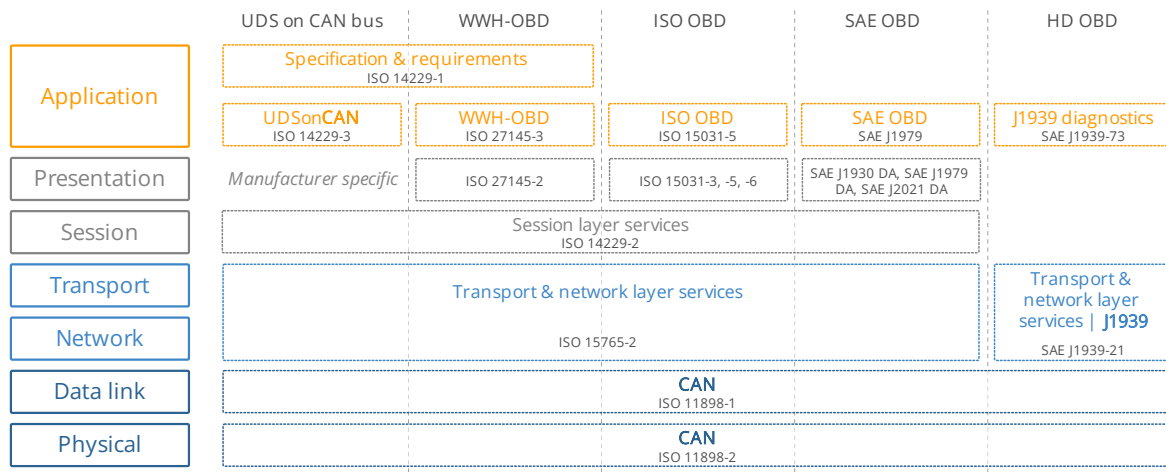 UDS on CAN bus
WWH-OBD
ISO OBD
SAE OBD
HD OBD
Application
Specification & requirements
ISO 14229-1
UDSonCAN
ISO 14229-3
WWH-OBD
ISO 27145-3
ISO OBD
ISO 15031-5
SAE OBD
SAE J1979
J1939 diagnostics
SAE J1939-73
Presentation
Manufacturer specific
ISO 27145-2
ISO 15031-3, -5, -6
SAE J1930 DA, SAE J1979
DA, SAE J2021 DA
Session
Session layer services
ISO 14229-2
Transport
Network
Transport & network layer services
ISO 15765-2
Transport &
network layer
services | J1939
SAE J1939-21
Data link
CAN
ISO 11898-1
Physical
CAN
ISO 11898-2